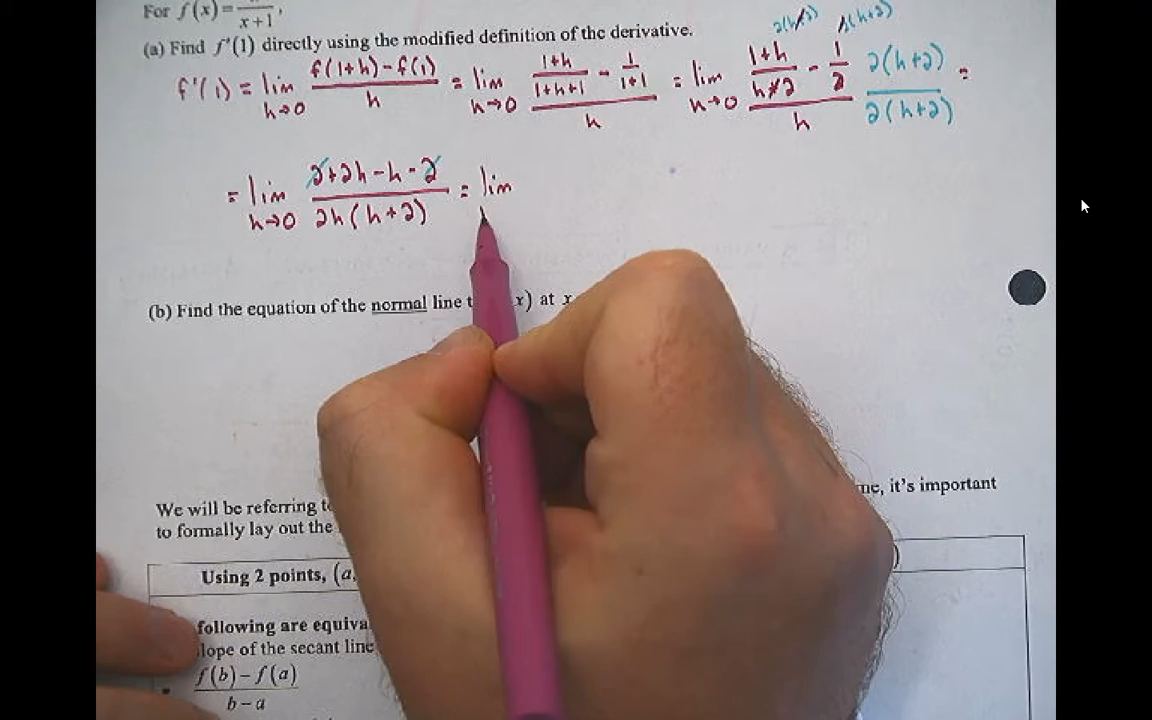 For f(x) = /(x+1),
(a) Find f'(1) directly using the modified definition of the derivative.
2(h+2) 2(h+2)
f'(1) = lim h→0 (f(1+h) - f(1))/h = lim h→0 ((1+h)/(1+h+1) - 1/(1+1))/h = lim h→0 ((1+h)/(h+2) - 1/2)/h 2(h+2)/2(h+2) =
= lim h→0 (2+2h-h-2)/(2h(h+2)) = lim
(b) Find the equation of the normal line x) at x
We will be referring it's important
to formally lay out the
Using 2 points, (a
following are equiva
lope of the secant line
(f(b) - f(a))/(b - a)